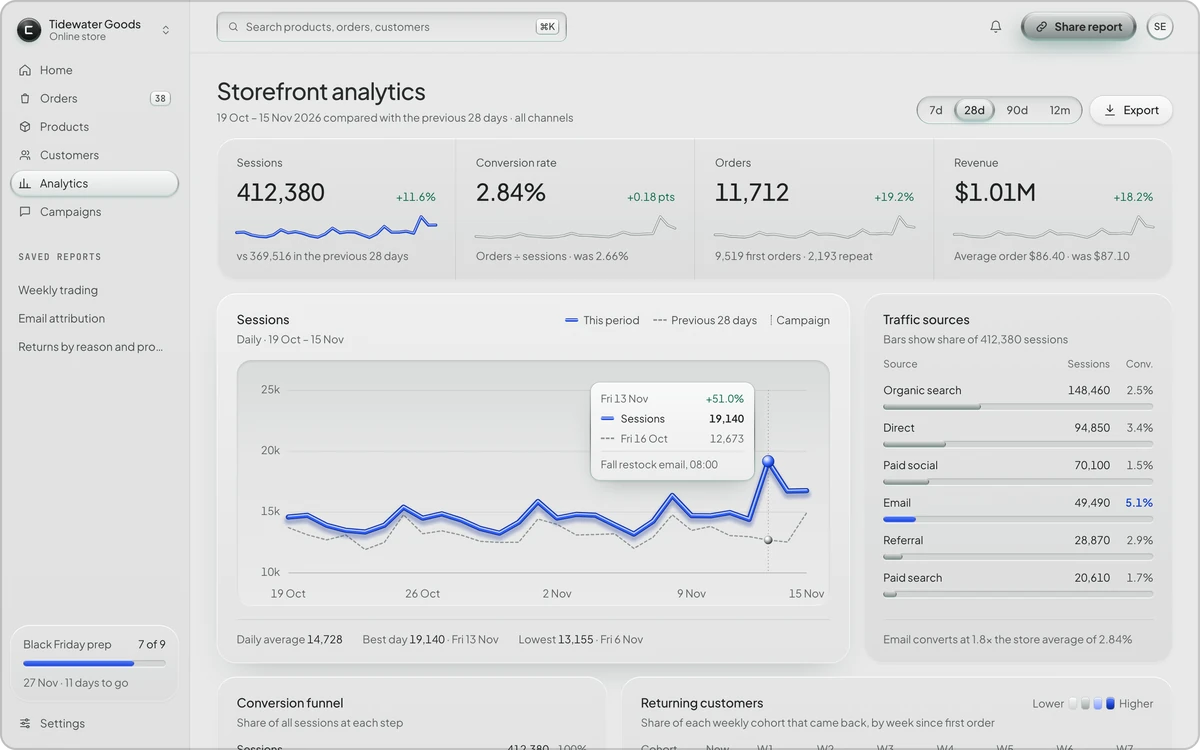 Tidewater Goods
Online store
Home
Orders 38
Products
Customers
Analytics
Campaigns
SAVED REPORTS
Weekly trading
Email attribution
Returns by reason and pro...
Black Friday prep 7 of 9
27 Nov · 11 days to go
Settings
Search products, orders, customers ⌘K
Share report SE
Storefront analytics
19 Oct – 15 Nov 2026 compared with the previous 28 days · all channels
7d 28d 90d 12m Export
Sessions
412,380 +11.6%
vs 369,516 in the previous 28 days
Conversion rate
2.84% +0.18 pts
Orders ÷ sessions · was 2.66%
Orders
11,712 +19.2%
9,519 first orders · 2,193 repeat
Revenue
$1.01M +18.2%
Average order $86.40 · was $87.10
Sessions This period Previous 28 days Campaign
Daily · 19 Oct – 15 Nov
25k
20k
15k
10k
19 Oct 26 Oct 2 Nov 9 Nov 15 Nov
Fri 13 Nov +51.0%
Sessions 19,140
Fri 16 Oct 12,673
Fall restock email, 08:00
Daily average 14,728 Best day 19,140 · Fri 13 Nov Lowest 13,155 · Fri 6 Nov
Traffic sources
Bars show share of 412,380 sessions
Source Sessions Conv.
Organic search 148,460 2.5%
Direct 94,850 3.4%
Paid social 70,100 1.5%
Email 49,490 5.1%
Referral 28,870 2.9%
Paid search 20,610 1.7%
Email converts at 1.8× the store average of 2.84%
Conversion funnel
Share of all sessions at each step
Sessions 412,380 100%
Returning customers Lower Higher
Share of each weekly cohort that came back, by week since first order
Cohort New W1 W2 W3 W4 W5 W6 W7